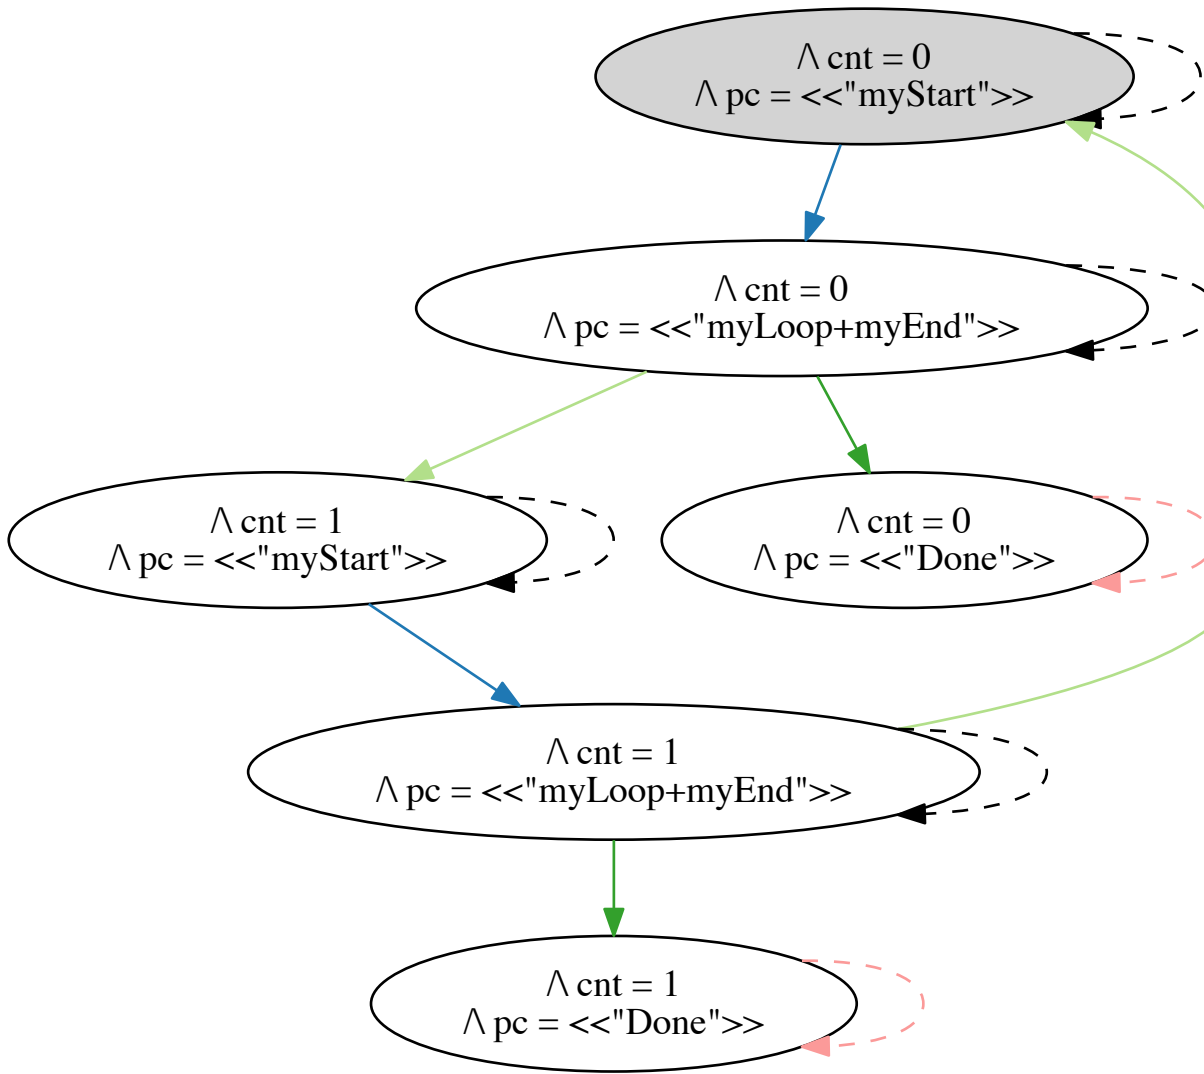 /\ cnt = 0
/\ pc = <<"myStart">>
/\ cnt = 0
/\ pc = <<"myLoop+myEnd">>
/\ cnt = 1
/\ pc = <<"myStart">>
/\ cnt = 0
/\ pc = <<"Done">>
/\ cnt = 1
/\ pc = <<"myLoop+myEnd">>
/\ cnt = 1
/\ pc = <<"Done">>